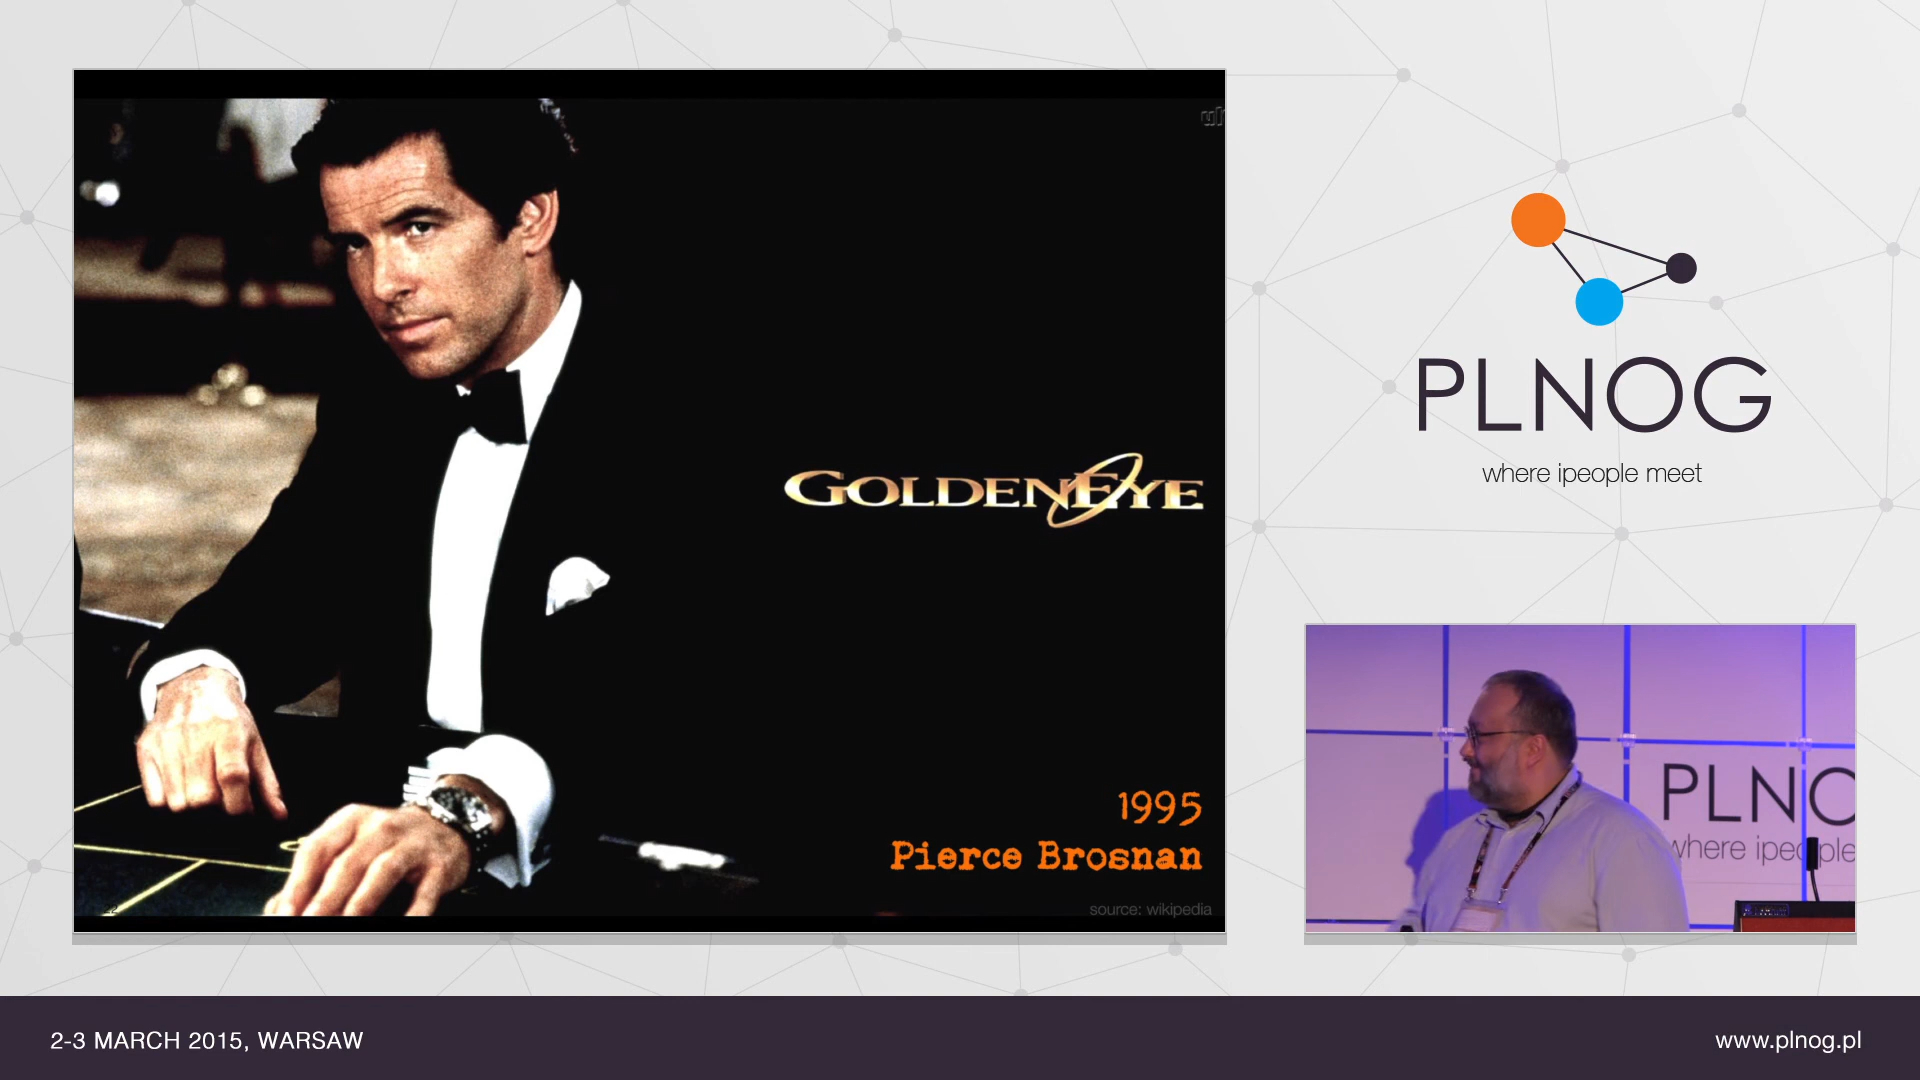 GOLDENEYE
1995
Pierce Brosnan
source: wikipedia
PLNOG
where ipeople meet
PLNO
where ipeople
2-3 MARCH 2015, WARSAW
www.plnog.pl